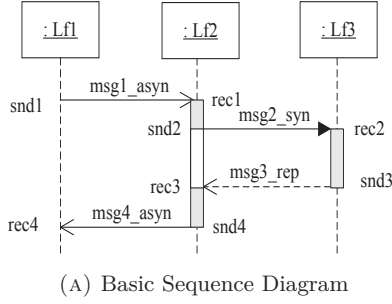 : Lf1 : Lf2 : Lf3
msg1_asyn
snd1 rec1
msg2_syn
snd2 rec2
msg3_rep
rec3 snd3
msg4_asyn
rec4 snd4
(A) Basic Sequence Diagram